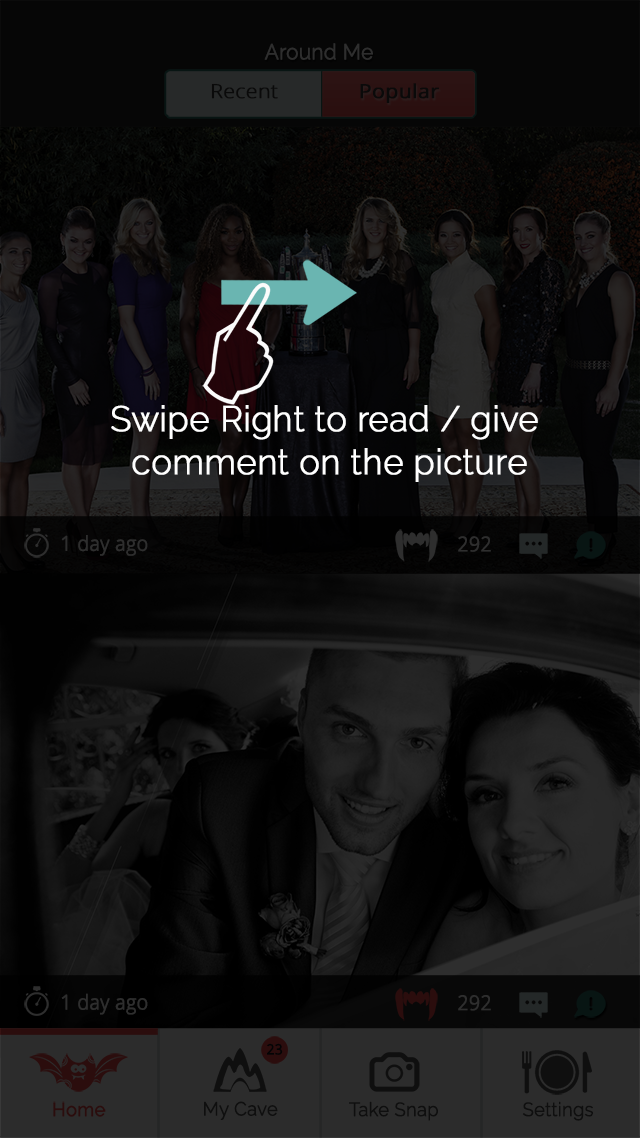 Around Me
Recent
Popular
Swipe Right to read / give
comment on the picture
1 day ago
292
1 day ago
292
23
Home
My Cave
Take Snap
Settings